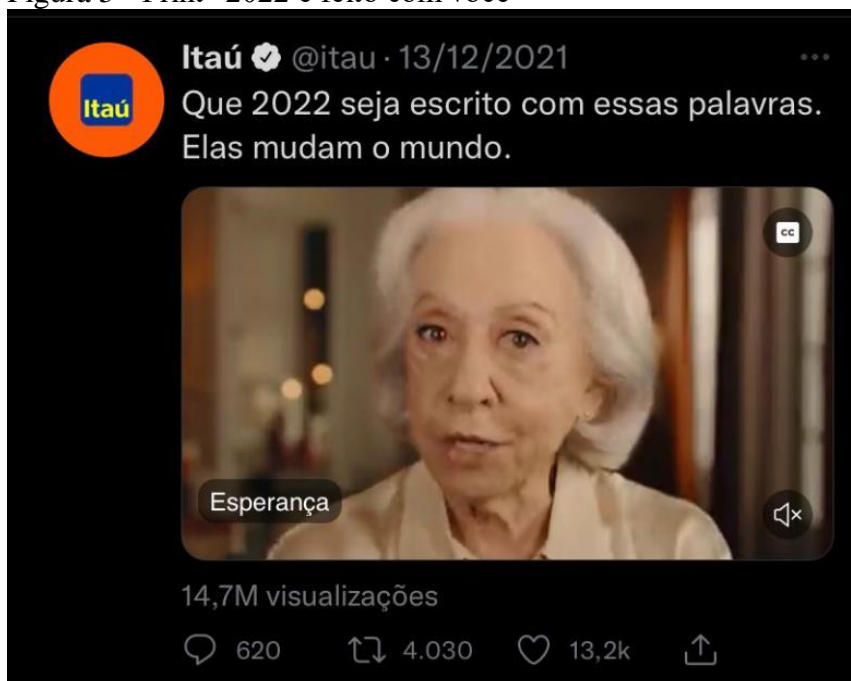 Itaú @itau · 13/12/2021
Itaú
Que 2022 seja escrito com essas palavras.
Elas mudam o mundo.
cc
Esperança
14,7M visualizações
620 4.030 13,2k